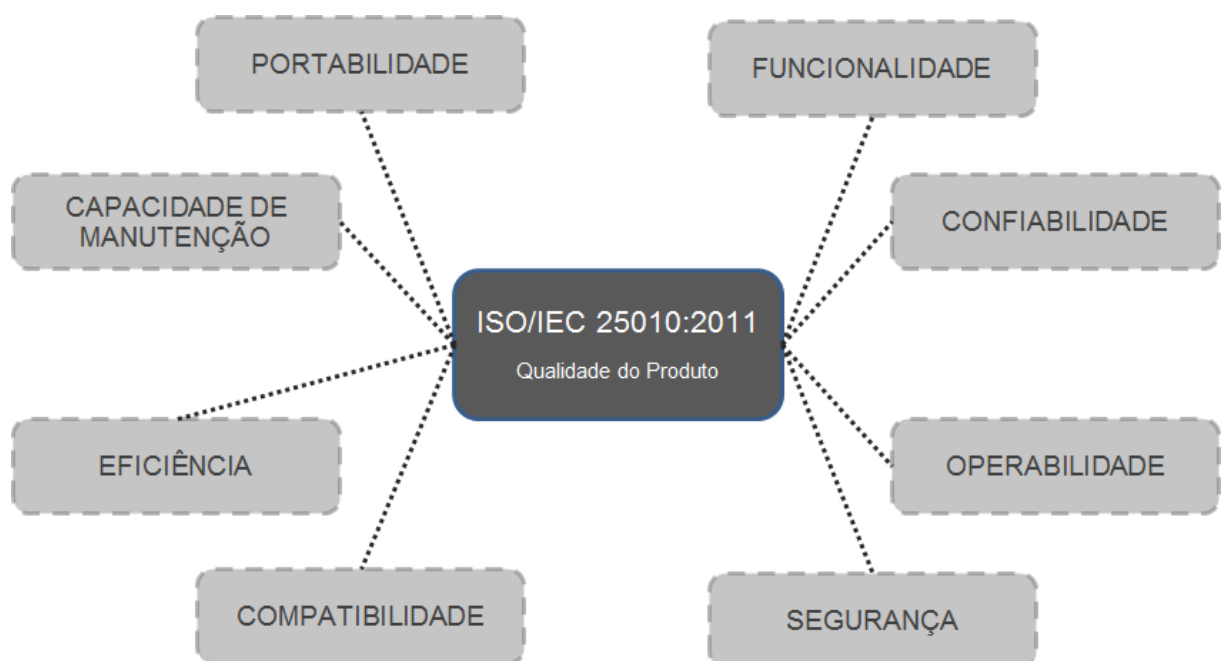 PORTABILIDADE
FUNCIONALIDADE
CAPACIDADE DE
MANUTENÇÃO
CONFIABILIDADE
ISO/IEC 25010:2011
Qualidade do Produto
EFICIÊNCIA
OPERABILIDADE
COMPATIBILIDADE
SEGURANÇA